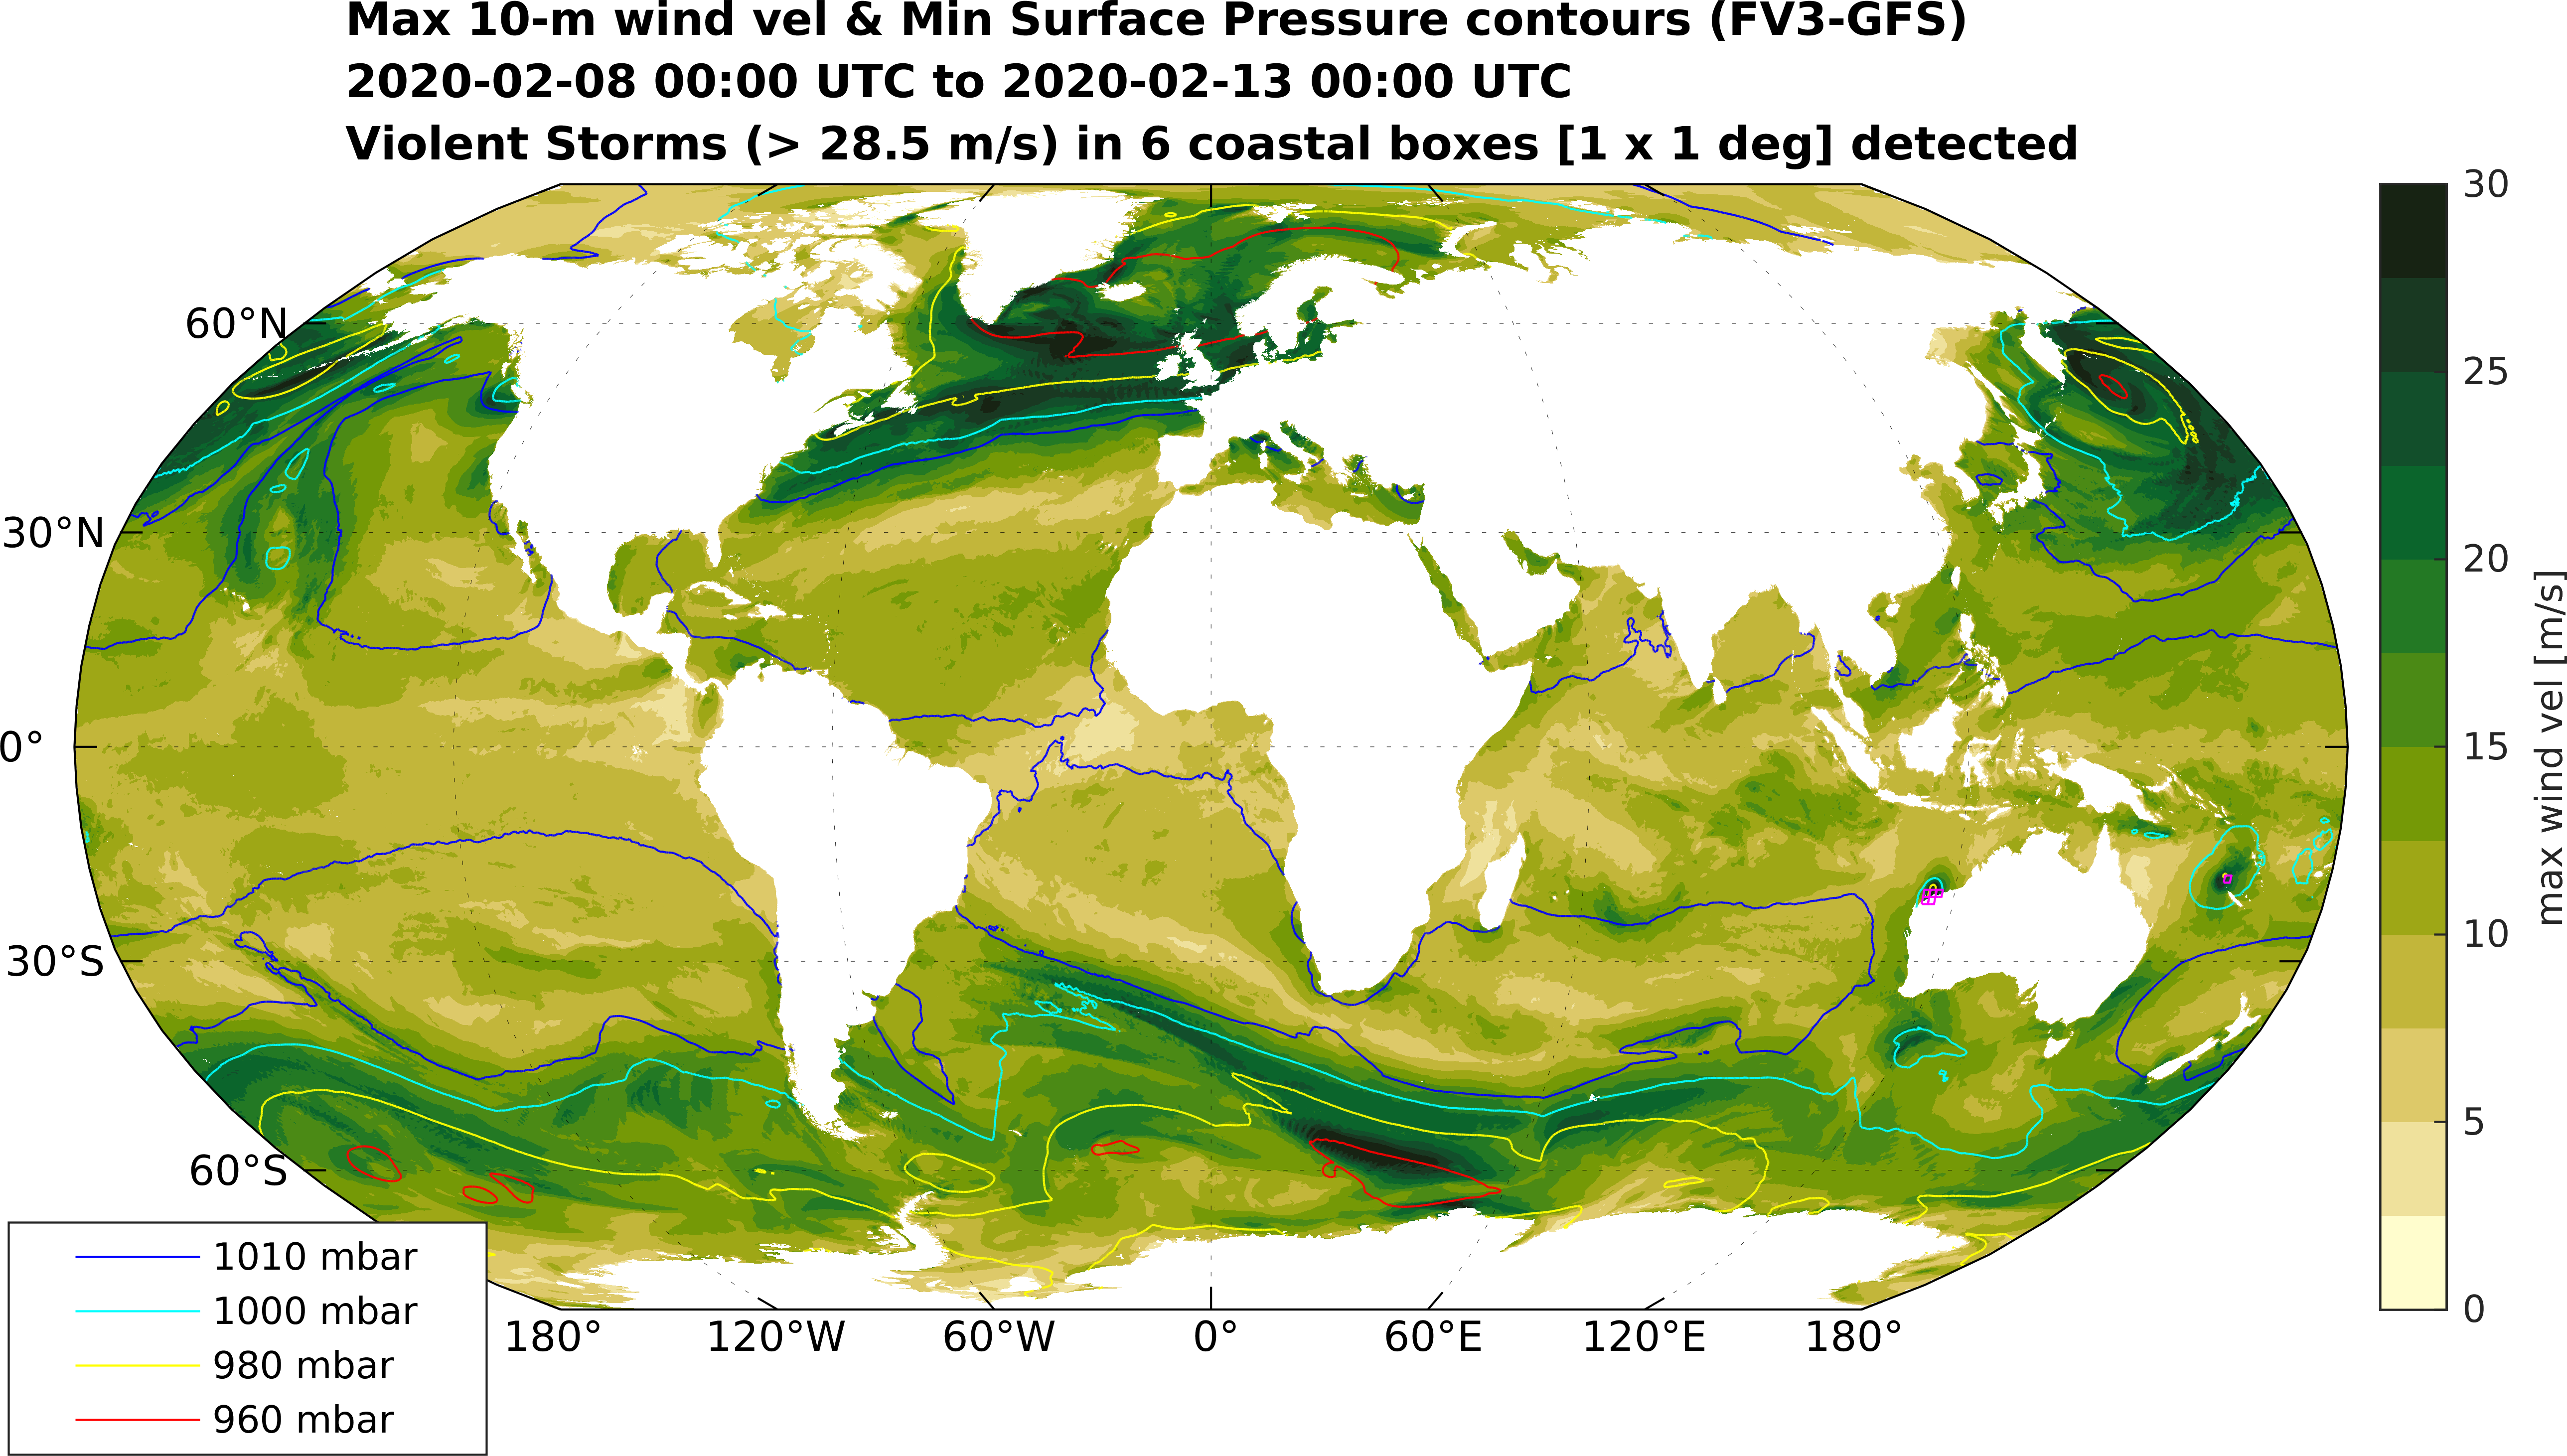 Max 10-m wind vel & Min Surface Pressure contours (FV3-GFS)
2020-02-08 00:00 UTC to 2020-02-13 00:00 UTC
Violent Storms (> 28.5 m/s) in 6 coastal boxes [1 x 1 deg] detected
60°N
30°N
0°
30°S
60°S
180°
120°W
60°W
0°
60°E
120°E
180°
1010 mbar
1000 mbar
980 mbar
960 mbar
30
25
20
15
10
5
0
max wind vel [m/s]